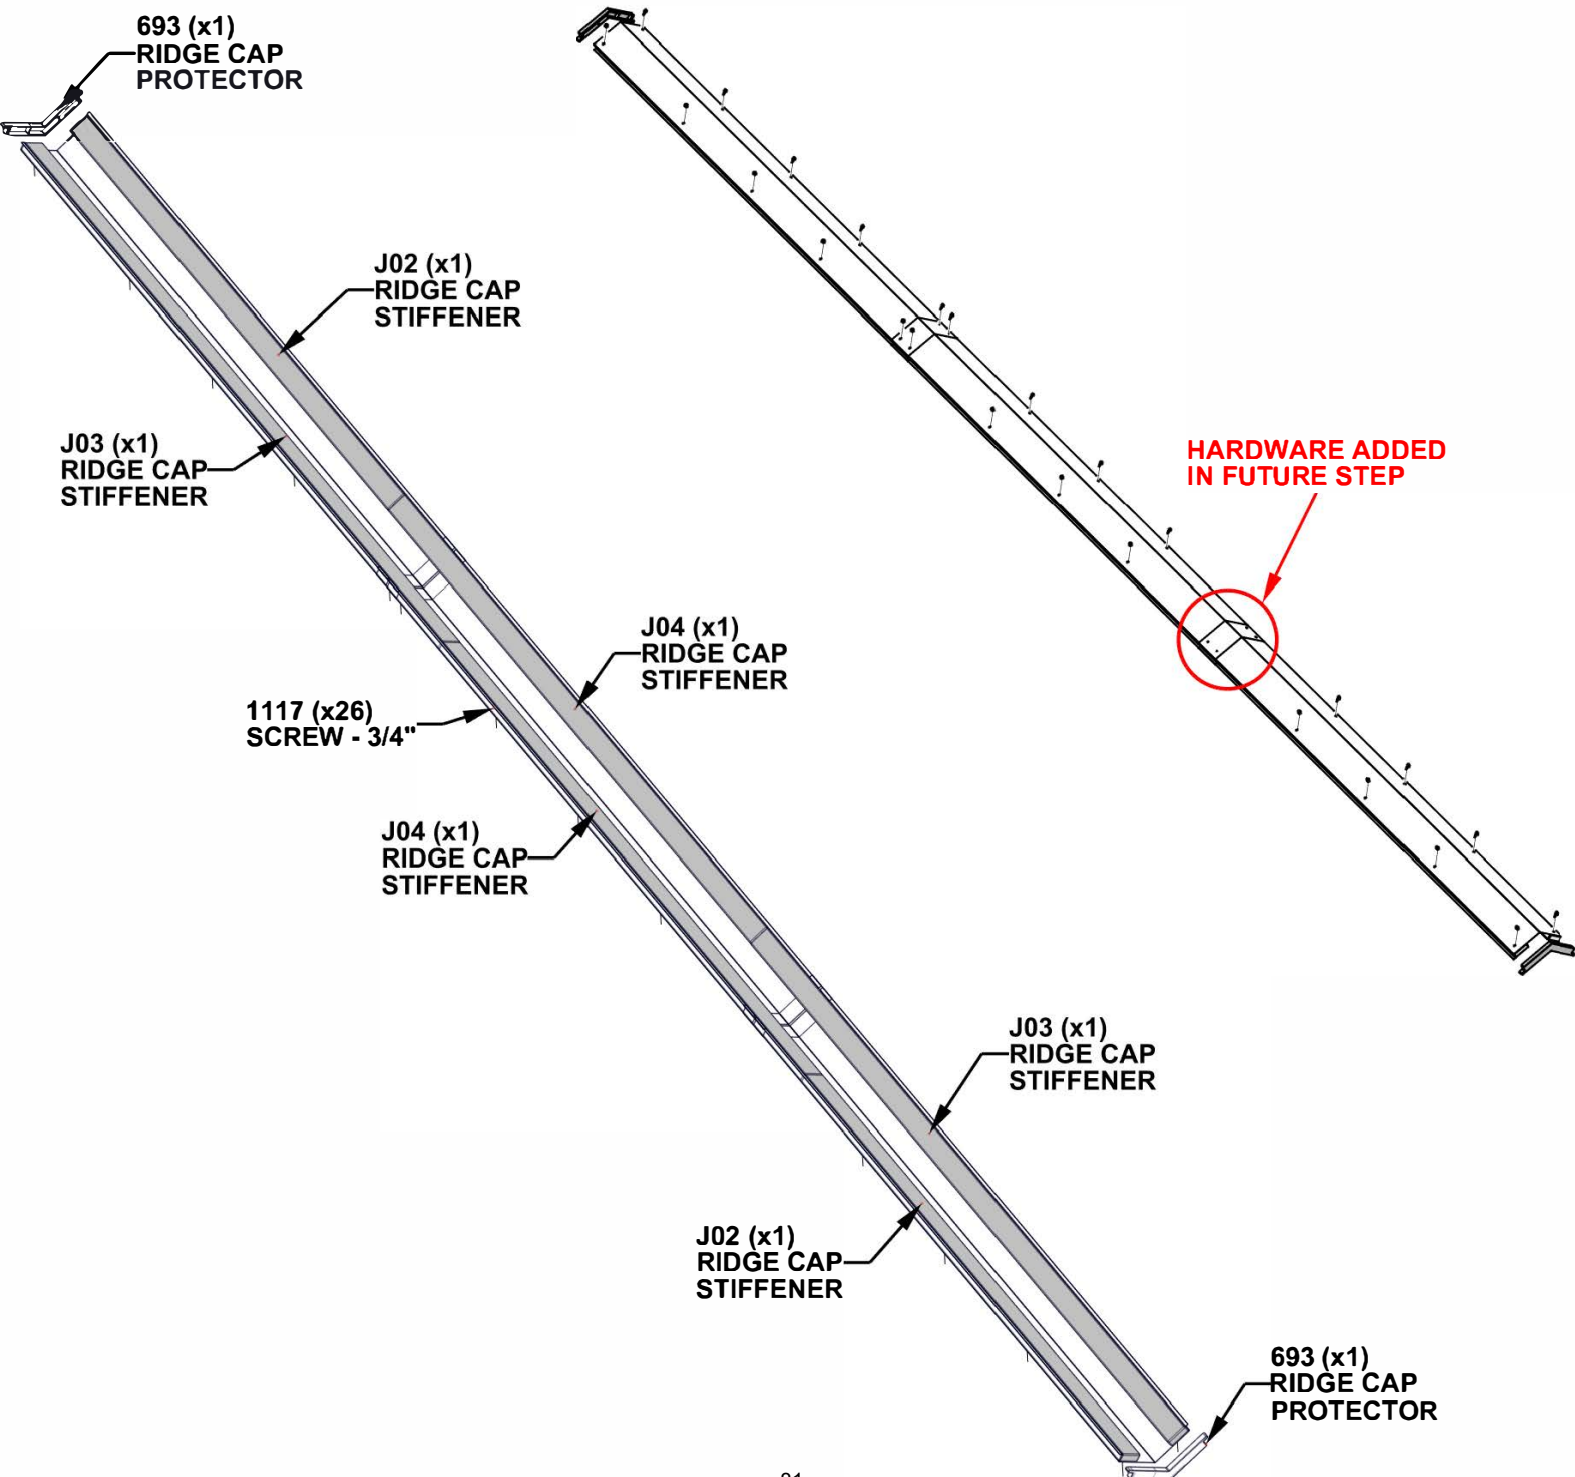 693 (x1)
RIDGE CAP
PROTECTOR
J02 (x1)
RIDGE CAP
STIFFENER
J03 (x1)
RIDGE CAP
STIFFENER
HARDWARE ADDED
IN FUTURE STEP
J04 (x1)
RIDGE CAP
STIFFENER
1117 (x26)
SCREW - 3/4"
J04 (x1)
RIDGE CAP
STIFFENER
J03 (x1)
RIDGE CAP
STIFFENER
J02 (x1)
RIDGE CAP
STIFFENER
693 (x1)
RIDGE CAP
PROTECTOR